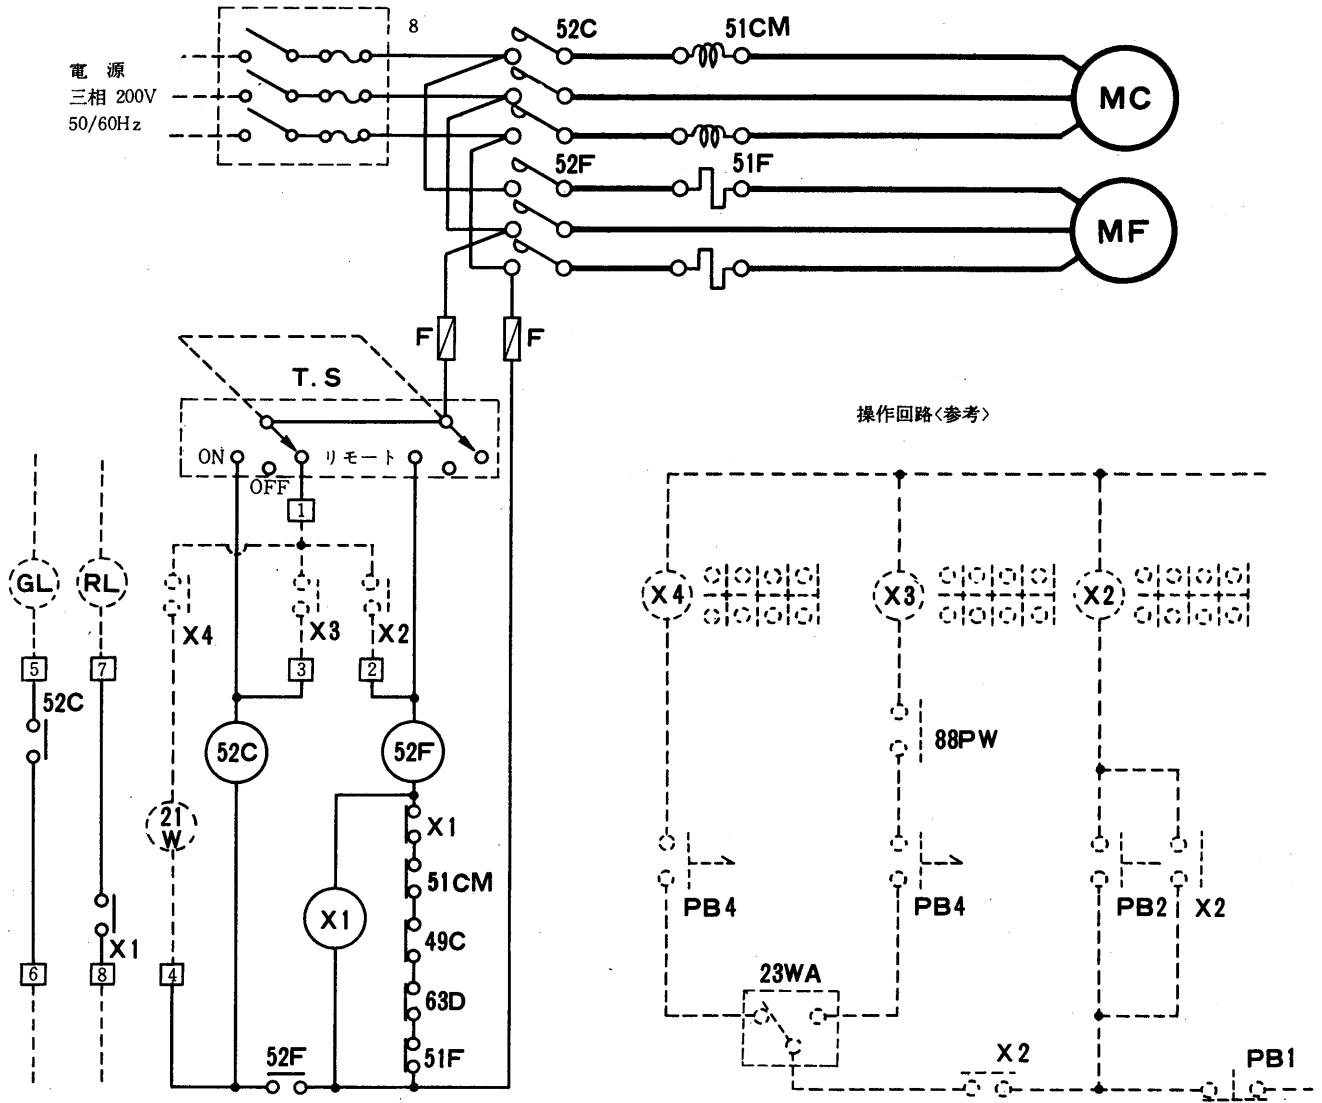 8
52C
51CM
電源
三相 200V
50/60Hz
MC
52F
51F
MF
F
F
T.S
操作回路<参考>
ON
リモート
OFF
1
GL
RL
X4
X3
X2
X4
X3
X2
5
7
3
2
52C
52C
52F
88PW
21
W
X1
51CM
PB4
PB4
PB2
X2
X1
49C
X1
6
8
4
63D
23WA
52F
51F
X2
PB1